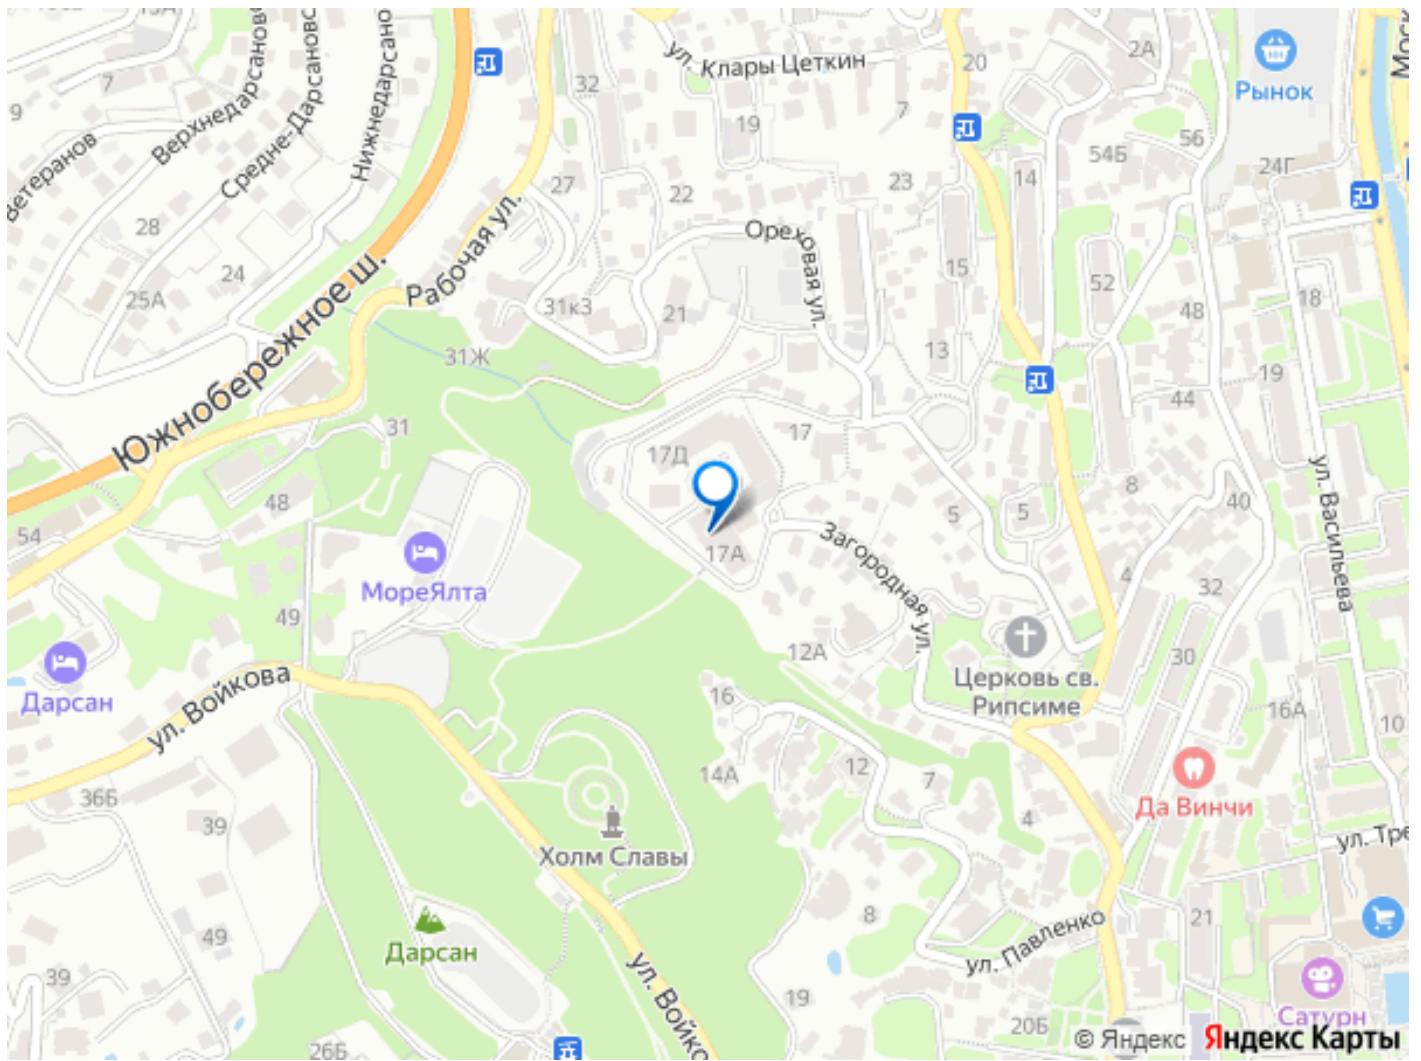 7
9
ул. Клары Цеткин
20
2А
Рынок
32
19
7
Верхнедарсановс
Средне-Дарсановс
Нижнедарсано
Ветеранов
56
54Б
24Г
27
22
23
14
28
Ореховая ул.
24
25А
Рабочая ул.
31к3
21
15
52
48
18
13
31Ж
Южнобережное ш.
19
44
31
17
17Д
48
5
5
8
40
54
17А
Загородная ул.
ул. Васильева
4
32
МореЯлта
49
12А
30
Церковь св.
Рипсиме
Дарсан
ул. Войкова
16
16А
10
14А
12
7
36Б
4
Да Винчи
39
Холм Славы
ул. Тре
8
21
49
Дарсан
ул. Павленко
39
ул. Войко
19
20Б
26Б
Сатурн
© Яндекс Яндекс Карты